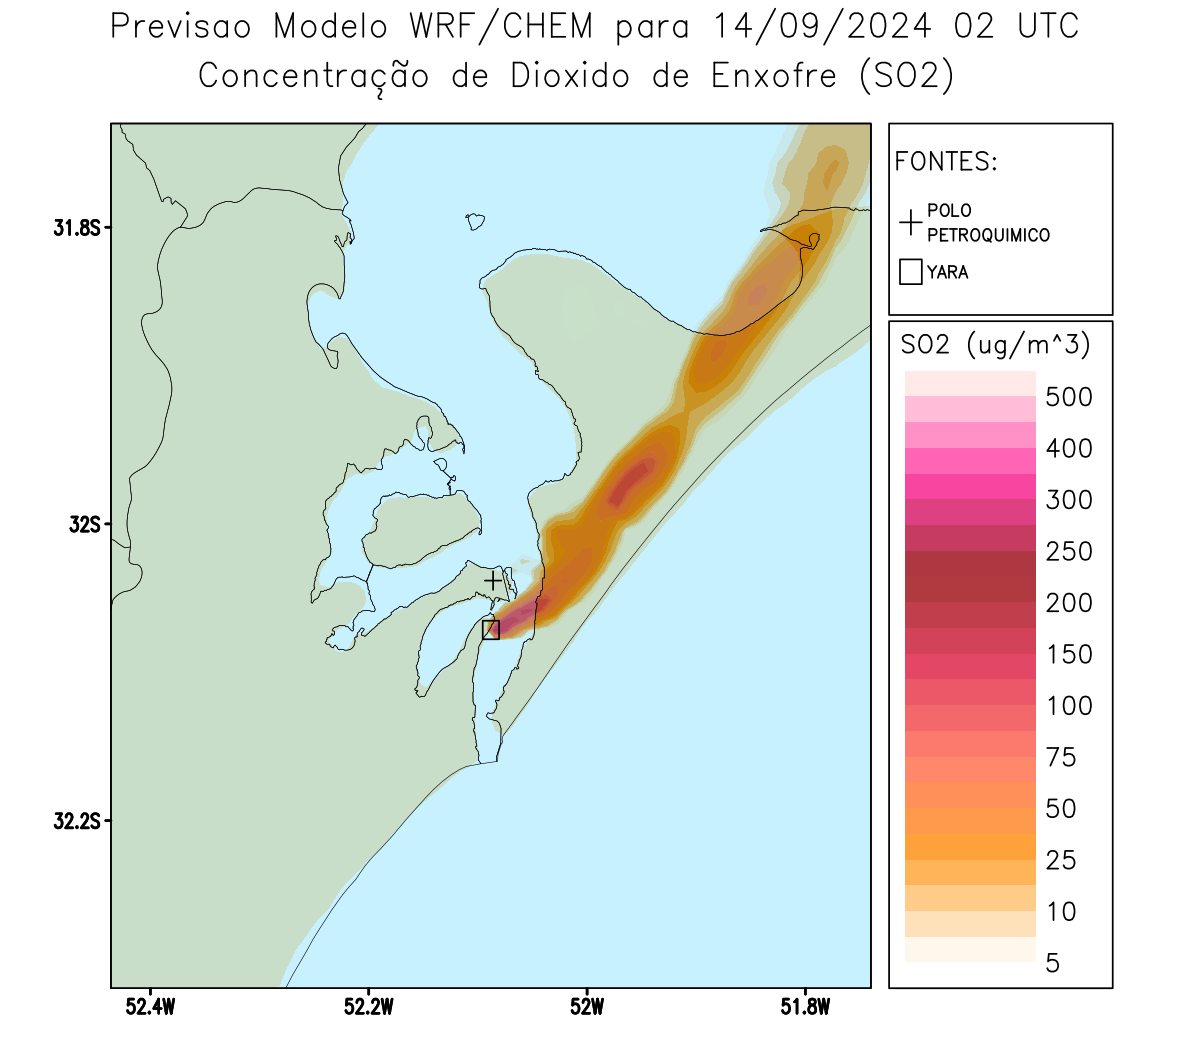 Previsao Modelo WRF/CHEM para 14/09/2024 02 UTC
Concentração de Dioxido de Enxofre (SO2)
FONTES:
POLO
PETROQUIMICO
YARA
SO2 (ug/m^3)
500
400
300
250
200
150
100
75
50
25
10
5
31.8S
32S
32.2S
52.4W
52.2W
52W
51.8W